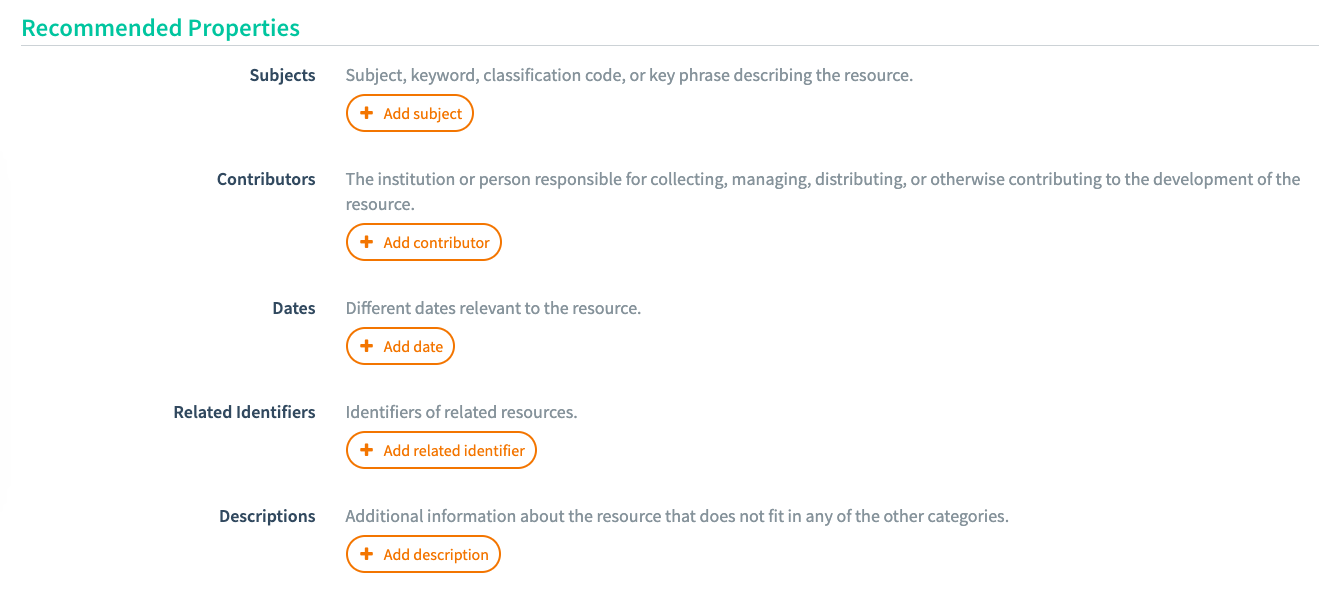 Recommended Properties
Subjects
Subject, keyword, classification code, or key phrase describing the resource.
Add subject
Contributors
The institution or person responsible for collecting, managing, distributing, or otherwise contributing to the development of the
resource.
Add contributor
Dates
Different dates relevant to the resource.
Add date
Related Identifiers
Identifiers of related resources.
Add related identifier
Descriptions
Additional information about the resource that does not fit in any of the other categories.
Add description